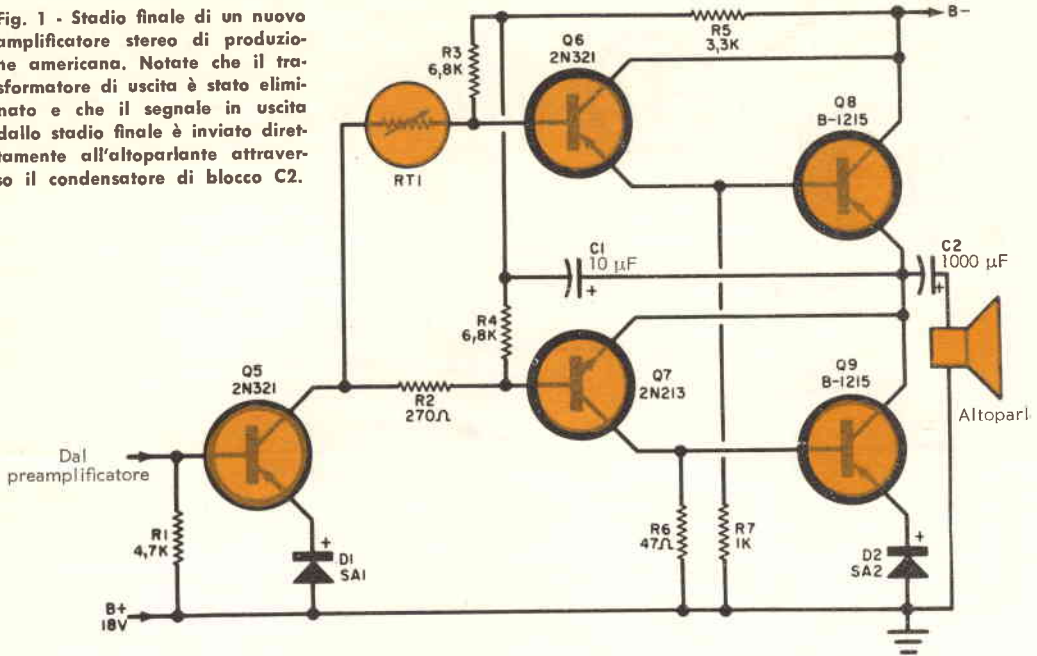 Fig. 1 - Stadio finale di un nuovo
amplificatore stereo di produzio-
ne americana. Notate che il tra-
sformatore di uscita è stato elimi-
nato e che il segnale in uscita
dallo stadio finale è inviato diret-
tamente all'altoparlante attraver-
so il condensatore di blocco C2.
B-
R5
3,3K
R3
6,8K
Q6
2N321
Q8
B-1215
RT1
C1
10 µF
+
C2
1000 µF
+
R4
6,8K
Q5
2N321
R2
270Ω
Q7
2N213
Q9
B-1215
Altoparl
Dal
preamplificatore
R1
4,7K
+
D1
SA1
R6
47Ω
R7
1K
+
D2
SA2
B+
18V